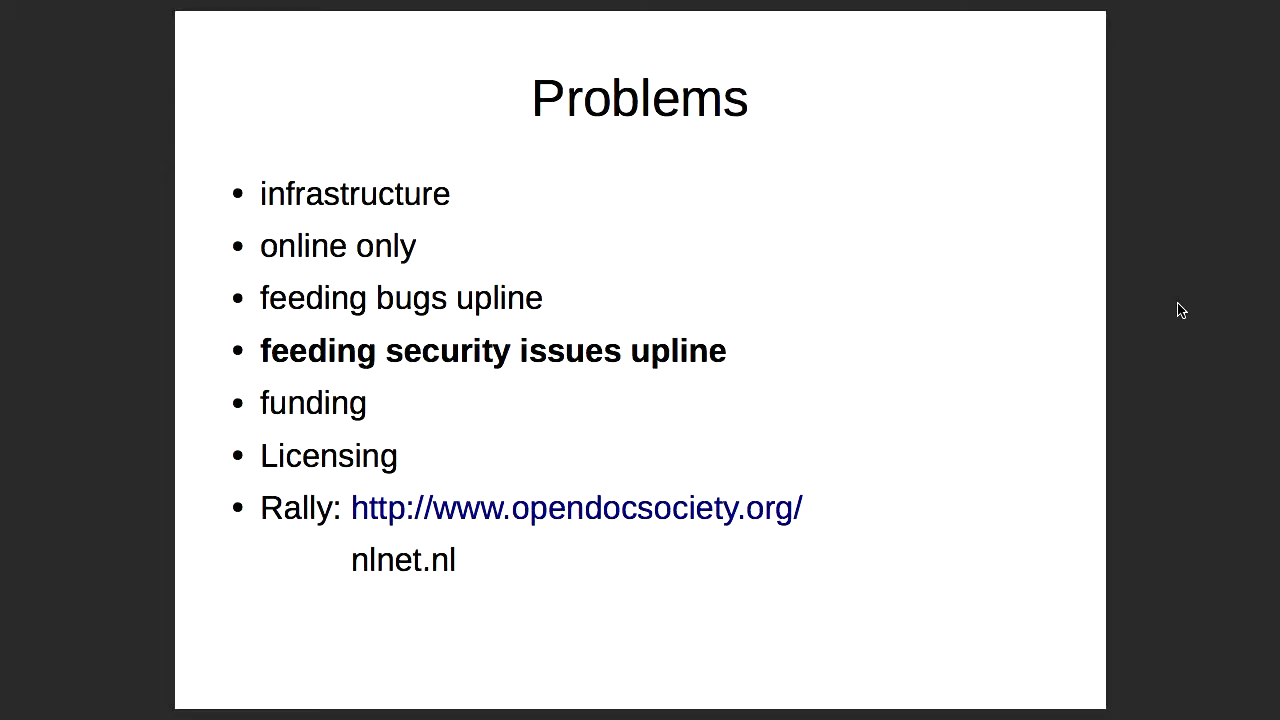 Problems
• infrastructure
• online only
• feeding bugs upline
• feeding security issues upline
• funding
• Licensing
• Rally: http://www.opendocsociety.org/
nlnet.nl